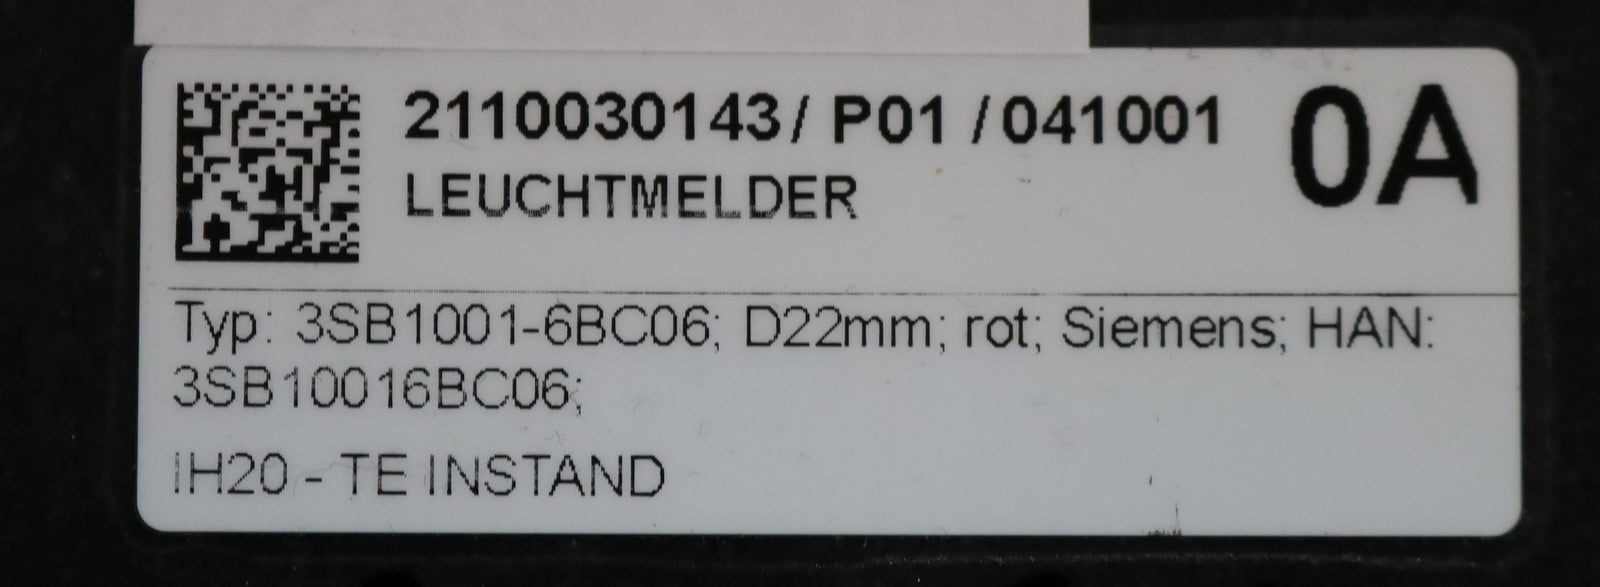 2110030143/ P01 /041001 0A
LEUCHTMELDER
Typ: 3SB1001-6BC06; D22mm; rot; Siemens; HAN:
3SB10016BC06;
IH20 - TE INSTAND